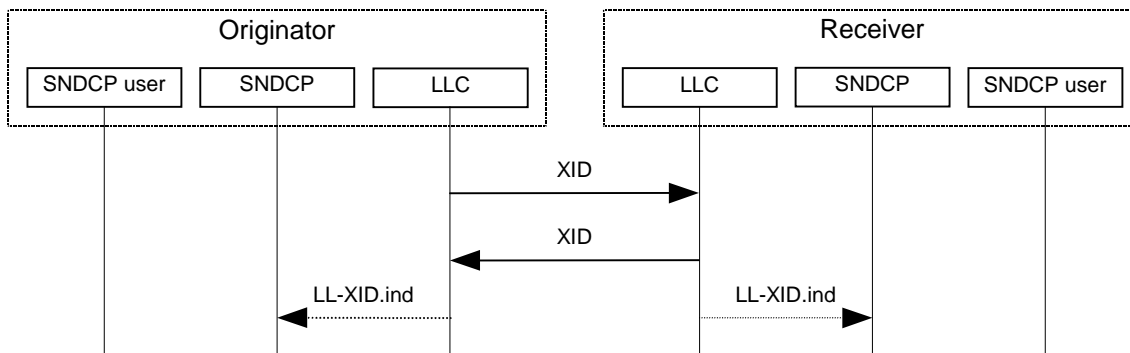 Originator
Receiver
SNDCP user
SNDCP
LLC
LLC
SNDCP
SNDCP user
XID
XID
LL-XID.ind
LL-XID.ind